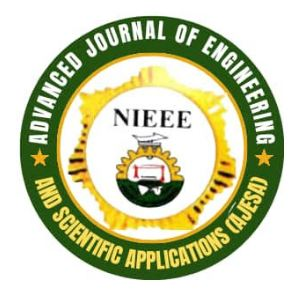 ADVANCED JOURNAL OF ENGINEERING
AND SCIENTIFIC APPLICATIONS (AJESA)
NIEEE